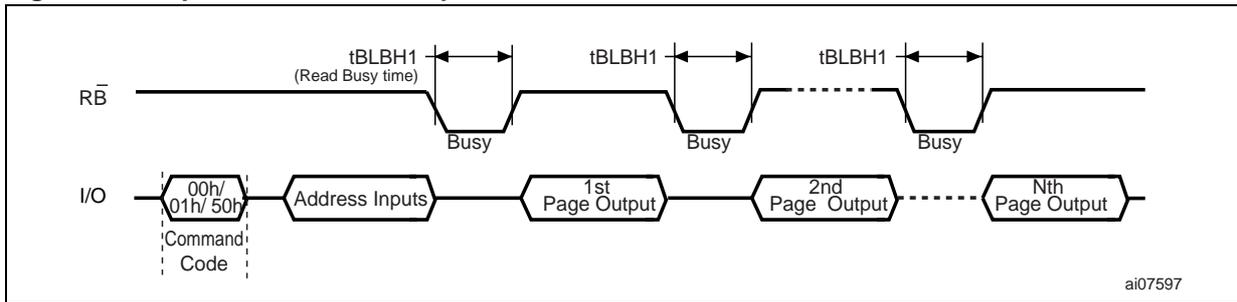 tBLBH1
(Read Busy time)
tBLBH1
tBLBH1
RB̅
Busy
Busy
Busy
I/O
00h/
01h/ 50h
Address Inputs
1st
Page Output
2nd
Page Output
Nth
Page Output
Command
Code
ai07597